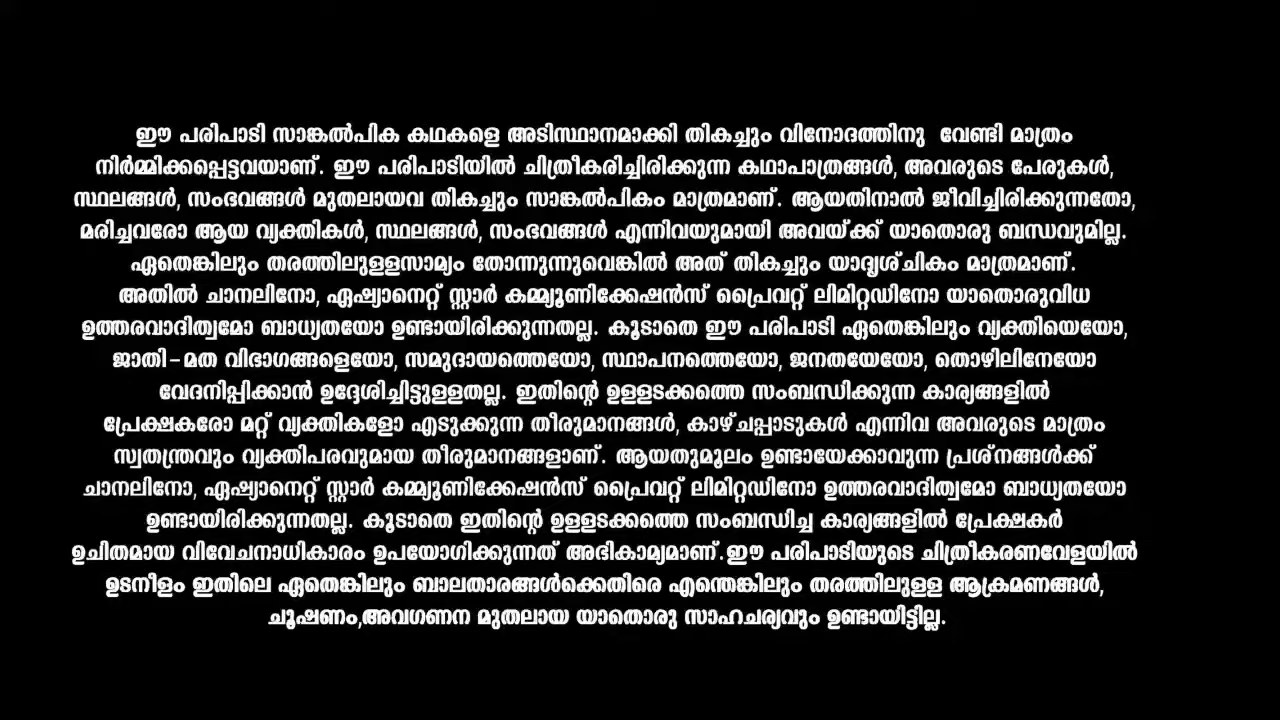 ഈ പരിപാടി സാങ്കൽപിക കഥകളെ അടിസ്ഥാനമാക്കി തികച്ചും വിനോദത്തിനു വേണ്ടി മാത്രം
നിർമ്മിക്കപ്പെട്ടവയാണ്. ഈ പരിപാടിയിൽ ചിത്രീകരിച്ചിരിക്കുന്ന കഥാപാത്രങ്ങൾ, അവരുടെ പേരുകൾ,
സ്ഥലങ്ങൾ, സംഭവങ്ങൾ മുതലായവ തികച്ചും സാങ്കൽപികം മാത്രമാണ്. ആയതിനാൽ ജീവിച്ചിരിക്കുന്നതോ,
മരിച്ചവരോ ആയ വ്യക്തികൾ, സ്ഥലങ്ങൾ, സംഭവങ്ങൾ എന്നിവയുമായി അവയ്ക്ക് യാതൊരു ബന്ധവുമില്ല.
ഏതെങ്കിലും തരത്തിലുള്ളസാമ്യം തോന്നുന്നുവെങ്കിൽ അത് തികച്ചും യാദൃശ്ചികം മാത്രമാണ്.
അതിൽ ചാനലിനോ, ഏഷ്യാനെറ്റ് സ്റ്റാർ കമ്മ്യൂണിക്കേഷൻസ് പ്രൈവറ്റ് ലിമിറ്റഡിനോ യാതൊരുവിധ
ഉത്തരവാദിത്വമോ ബാധ്യതയോ ഉണ്ടായിരിക്കുന്നതല്ല. കൂടാതെ ഈ പരിപാടി ഏതെങ്കിലും വ്യക്തിയെയോ,
ജാതി-മത വിഭാഗങ്ങളെയോ, സമുദായത്തെയോ, സ്ഥാപനത്തെയോ, ജനതയേയോ, തൊഴിലിനേയോ
വേദനിപ്പിക്കാൻ ഉദ്ദേശിച്ചിട്ടുള്ളതല്ല. ഇതിന്റെ ഉള്ളടക്കത്തെ സംബന്ധിക്കുന്ന കാര്യങ്ങളിൽ
പ്രേക്ഷകരോ മറ്റ് വ്യക്തികളോ എടുക്കുന്ന തീരുമാനങ്ങൾ, കാഴ്ചപ്പാടുകൾ എന്നിവ അവരുടെ മാത്രം
സ്വതന്ത്രവും വ്യക്തിപരവുമായ തീരുമാനങ്ങളാണ്. ആയതുമൂലം ഉണ്ടായേക്കാവുന്ന പ്രശ്നങ്ങൾക്ക്
ചാനലിനോ, ഏഷ്യാനെറ്റ് സ്റ്റാർ കമ്മ്യൂണിക്കേഷൻസ് പ്രൈവറ്റ് ലിമിറ്റഡിനോ ഉത്തരവാദിത്വമോ ബാധ്യതയോ
ഉണ്ടായിരിക്കുന്നതല്ല. കൂടാതെ ഇതിന്റെ ഉള്ളടക്കത്തെ സംബന്ധിച്ച കാര്യങ്ങളിൽ പ്രേക്ഷകർ
ഉചിതമായ വിവേചനാധികാരം ഉപയോഗിക്കുന്നത് അഭികാമ്യമാണ്.ഈ പരിപാടിയുടെ ചിത്രീകരണവേളയിൽ
ഉടനീളം ഇതിലെ ഏതെങ്കിലും ബാലതാരങ്ങൾക്കെതിരെ എന്തെങ്കിലും തരത്തിലുള്ള ആക്രമണങ്ങൾ,
ചൂഷണം,അവഗണന മുതലായ യാതൊരു സാഹചര്യവും ഉണ്ടായിട്ടില്ല.